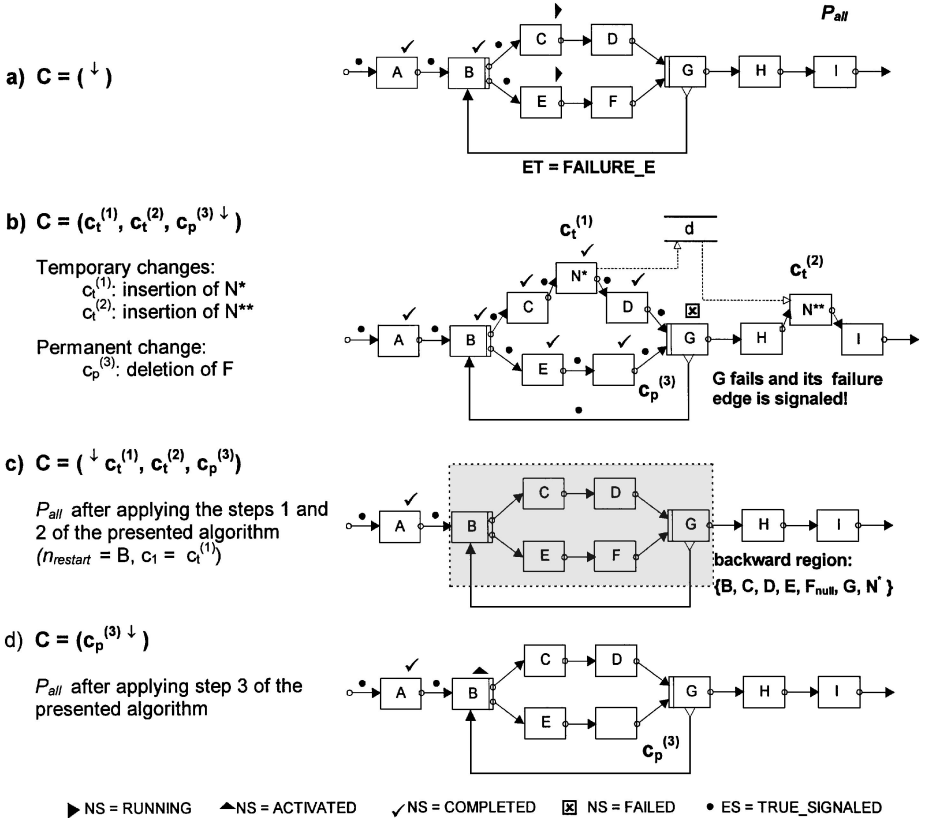 P_all
a) C = ( ↓ )
A B C D E F G H I
ET = FAILURE_E
b) C = (c_t^(1), c_t^(2), c_p^(3) ↓ )
Temporary changes:
c_t^(1): insertion of N*
c_t^(2): insertion of N**
Permanent change:
c_p^(3): deletion of F
c_t^(1)
d
c_t^(2)
A B C N* D E G H N** I
c_p^(3)
G fails and its failure
edge is signaled!
c) C = ( ↓ c_t^(1), c_t^(2), c_p^(3))
P_all after applying the steps 1 and
2 of the presented algorithm
(n_restart = B, c_1 = c_t^(1))
A B C D E F G H I
backward region:
{B, C, D, E, F_null, G, N* }
d) C = (c_p^(3) ↓ )
P_all after applying step 3 of the
presented algorithm
A B C D E G H I
c_p^(3)
NS = RUNNING NS = ACTIVATED NS = COMPLETED NS = FAILED ES = TRUE_SIGNALED